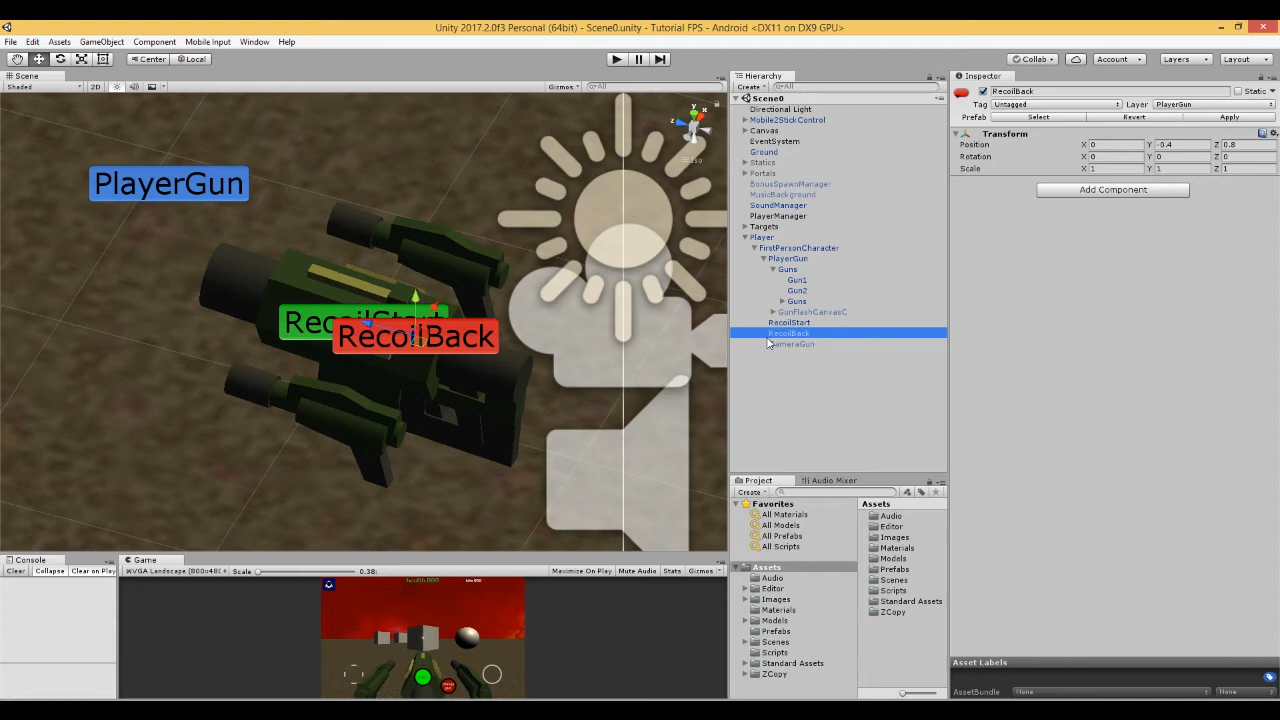 Unity 2017.2.0f3 Personal (64bit) - Scene0.unity - Tutorial FPS - Android <DX11 on DX9 GPU>
File Edit Assets GameObject Component Mobile Input Window Help
Center Local Collab Account Layers Layout
Scene
Shaded 2D Gizmos All
PlayerGun
RecoilStart
RecoilBack
Iso
y
x
z
Hierarchy
Create All
Scene0
Directional Light
Mobile2StickControl
Canvas
EventSystem
Ground
Statics
Portals
BonusSpawnManager
MusicBackground
SoundManager
PlayerManager
Targets
Player
FirstPersonCharacter
PlayerGun
Guns
Gun1
Gun2
Guns
GunFlashCanvasC
RecoilStart
RecoilBack
CameraGun
Inspector
RecoilBack Static
Tag Untagged Layer PlayerGun
Prefab Select Revert Apply
Transform
Position X 0 Y -0.4 Z 0.8
Rotation X 0 Y 0 Z 0
Scale X 1 Y 1 Z 1
Add Component
Project Audio Mixer
Create
Favorites
All Materials
All Models
All Prefabs
All Scripts
Assets
Audio
Editor
Images
Materials
Models
Prefabs
Scenes
Scripts
Standard Assets
ZCopy
Assets
Audio
Editor
Images
Materials
Models
Prefabs
Scenes
Scripts
Standard Assets
ZCopy
Console
Clear Collapse Clear on Play
Game
WVGA Landscape (800x480) Scale 0.38: Maximize On Play Mute Audio Stats Gizmos
Asset Labels
AssetBundle None None